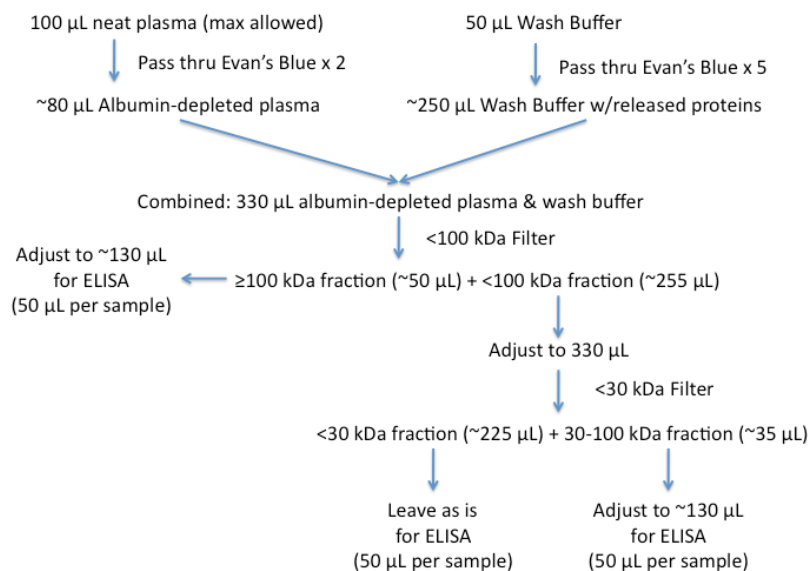 100 µL neat plasma (max allowed)
50 µL Wash Buffer
Pass thru Evan's Blue x 2
Pass thru Evan's Blue x 5
~80 µL Albumin-depleted plasma
~250 µL Wash Buffer w/released proteins
Combined: 330 µL albumin-depleted plasma & wash buffer
<100 kDa Filter
Adjust to ~130 µL
for ELISA
(50 µL per sample)
≥100 kDa fraction (~50 µL) + <100 kDa fraction (~255 µL)
Adjust to 330 µL
<30 kDa Filter
<30 kDa fraction (~225 µL) + 30-100 kDa fraction (~35 µL)
Leave as is
for ELISA
(50 µL per sample)
Adjust to ~130 µL
for ELISA
(50 µL per sample)